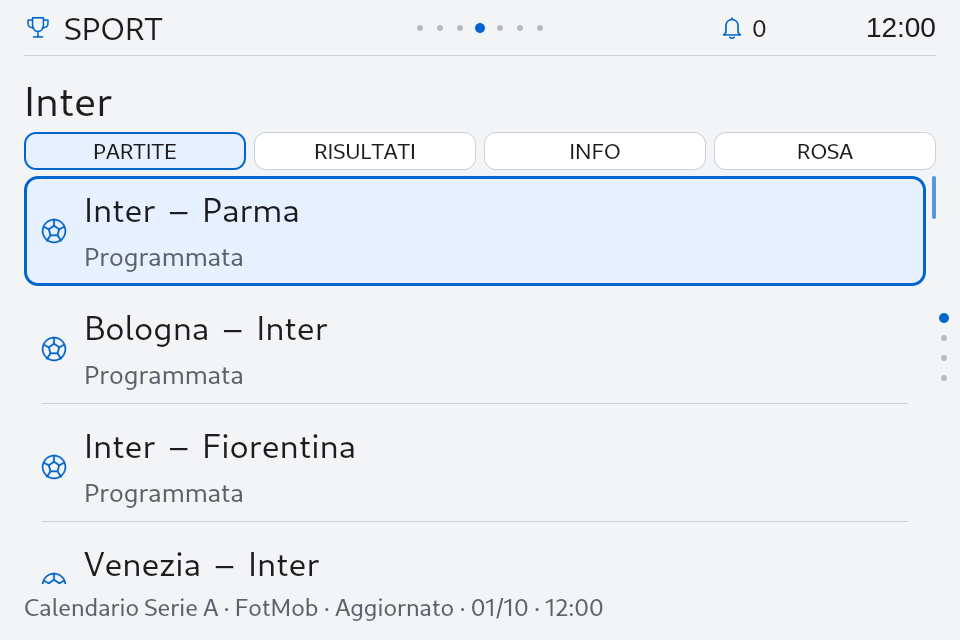 SPORT
0
12:00
Inter
PARTITE
RISULTATI
INFO
ROSA
Inter – Parma
Programmata
Bologna – Inter
Programmata
Inter – Fiorentina
Programmata
Venezia – Inter
Calendario Serie A · FotMob · Aggiornato · 01/10 · 12:00